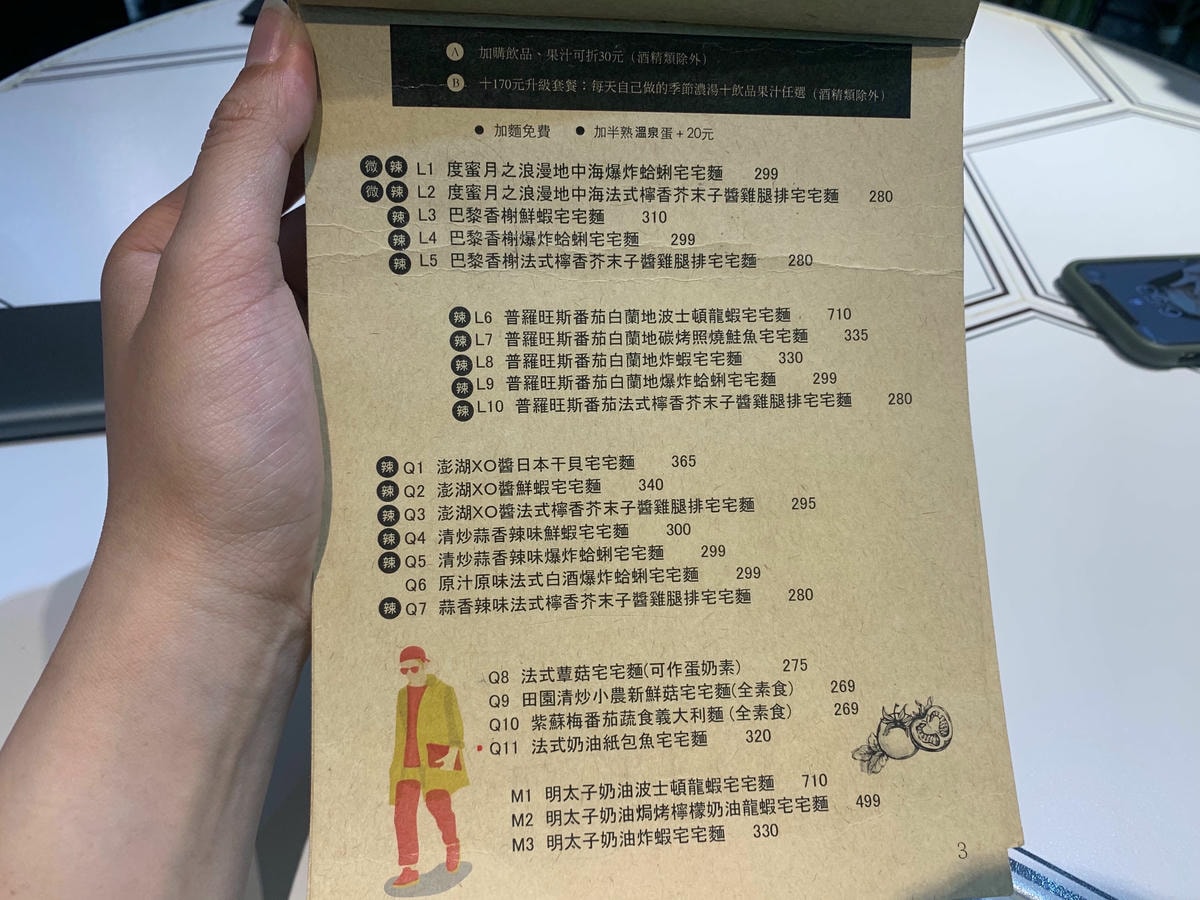 A 加購飲品、果汁可折30元（酒精類除外）
B ＋170元升級套餐：每天自己做的季節濃湯＋飲品果汁任選（酒精類除外）
● 加麵免費 ● 加半熟溫泉蛋＋20元
微 辣 L1 度蜜月之浪漫地中海爆炸蛤蜊宅宅麵 299
微 辣 L2 度蜜月之浪漫地中海法式檸香芥末子醬雞腿排宅宅麵 280
辣 L3 巴黎香榭鮮蝦宅宅麵 310
辣 L4 巴黎香榭爆炸蛤蜊宅宅麵 299
辣 L5 巴黎香榭法式檸香芥末子醬雞腿排宅宅麵 280
辣 L6 普羅旺斯番茄白蘭地波士頓龍蝦宅宅麵 710
辣 L7 普羅旺斯番茄白蘭地碳烤照燒鮭魚宅宅麵 335
辣 L8 普羅旺斯番茄白蘭地炸蝦宅宅麵 330
辣 L9 普羅旺斯番茄白蘭地爆炸蛤蜊宅宅麵 299
辣 L10 普羅旺斯番茄法式檸香芥末子醬雞腿排宅宅麵 280
辣 Q1 澎湖XO醬日本干貝宅宅麵 365
辣 Q2 澎湖XO醬鮮蝦宅宅麵 340
辣 Q3 澎湖XO醬法式檸香芥末子醬雞腿排宅宅麵 295
辣 Q4 清炒蒜香辣味鮮蝦宅宅麵 300
辣 Q5 清炒蒜香辣味爆炸蛤蜊宅宅麵 299
Q6 原汁原味法式白酒爆炸蛤蜊宅宅麵 299
辣 Q7 蒜香辣味法式檸香芥末子醬雞腿排宅宅麵 280
Q8 法式蕈菇宅宅麵(可作蛋奶素) 275
Q9 田園清炒小農新鮮菇宅宅麵(全素食) 269
Q10 紫蘇梅番茄蔬食義大利麵(全素食) 269
Q11 法式奶油紙包魚宅宅麵 320
M1 明太子奶油波士頓龍蝦宅宅麵 710
M2 明太子奶油焗烤檸檬奶油龍蝦宅宅麵 499
M3 明太子奶油炸蝦宅宅麵 330
3